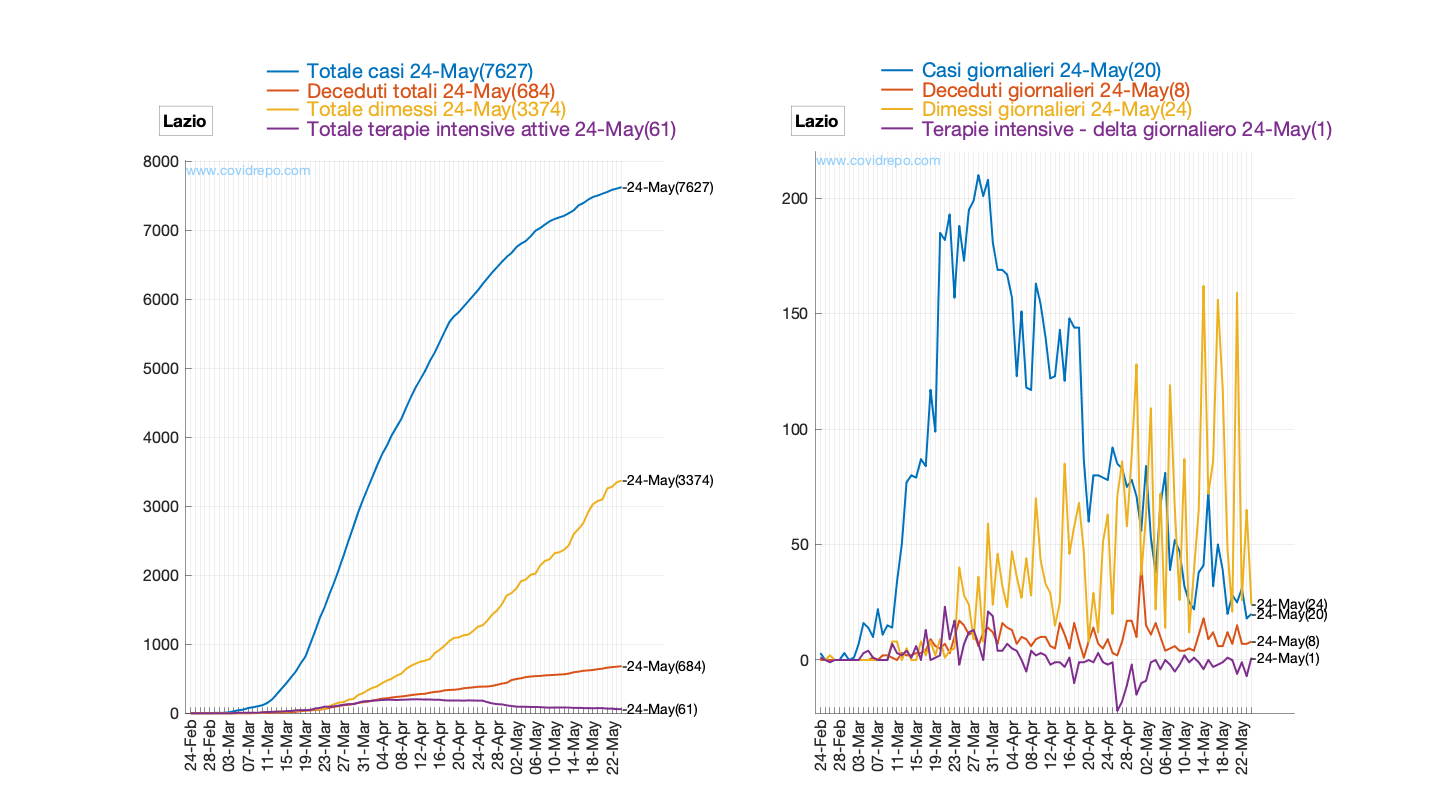 Totale casi 24-May(7627)
Deceduti totali 24-May(684)
Totale dimessi 24-May(3374)
Totale terapie intensive attive 24-May(61)
Lazio
www.covidrepo.com
8000
7000
6000
5000
4000
3000
2000
1000
0
-24-May(7627)
-24-May(3374)
-24-May(684)
-24-May(61)
24-Feb
28-Feb
03-Mar
07-Mar
11-Mar
15-Mar
19-Mar
23-Mar
27-Mar
31-Mar
04-Apr
08-Apr
12-Apr
16-Apr
20-Apr
24-Apr
28-Apr
02-May
06-May
10-May
14-May
18-May
22-May
Casi giornalieri 24-May(20)
Deceduti giornalieri 24-May(8)
Dimessi giornalieri 24-May(24)
Terapie intensive - delta giornaliero 24-May(1)
Lazio
www.covidrepo.com
200
150
100
50
0
-24-May(24)
-24-May(20)
-24-May(8)
-24-May(1)
24-Feb
28-Feb
03-Mar
07-Mar
11-Mar
15-Mar
19-Mar
23-Mar
27-Mar
31-Mar
04-Apr
08-Apr
12-Apr
16-Apr
20-Apr
24-Apr
28-Apr
02-May
06-May
10-May
14-May
18-May
22-May